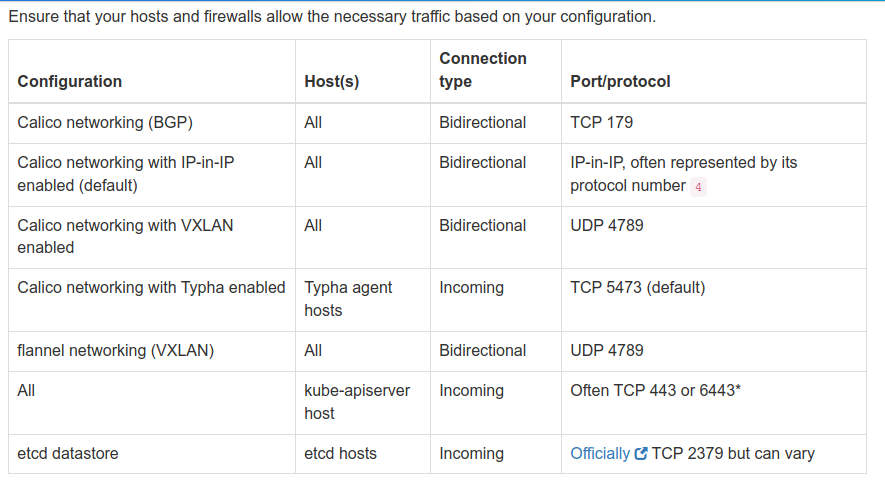 Ensure that your hosts and firewalls allow the necessary traffic based on your configuration.
Configuration Host(s) Connection type Port/protocol
Calico networking (BGP) All Bidirectional TCP 179
Calico networking with IP-in-IP enabled (default) All Bidirectional IP-in-IP, often represented by its protocol number 4
Calico networking with VXLAN enabled All Bidirectional UDP 4789
Calico networking with Typha enabled Typha agent hosts Incoming TCP 5473 (default)
flannel networking (VXLAN) All Bidirectional UDP 4789
All kube-apiserver host Incoming Often TCP 443 or 6443*
etcd datastore etcd hosts Incoming Officially TCP 2379 but can vary